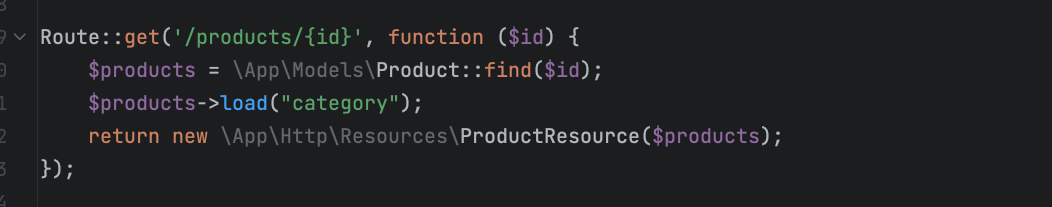 Route::get('/products/{id}', function ($id) {
    $products = \App\Models\Product::find($id);
    $products->load("category");
    return new \App\Http\Resources\ProductResource($products);
});